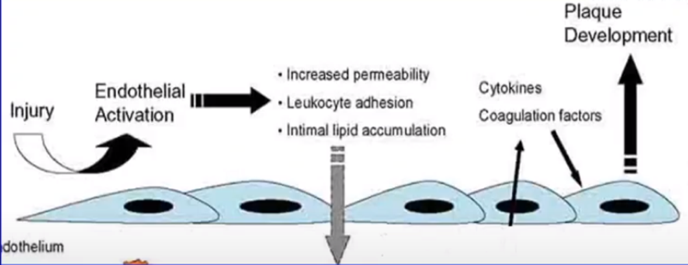 Plaque
Development
Injury
Endothelial
Activation
• Increased permeability
• Leukocyte adhesion
• Intimal lipid accumulation
Cytokines
Coagulation factors
dothelium